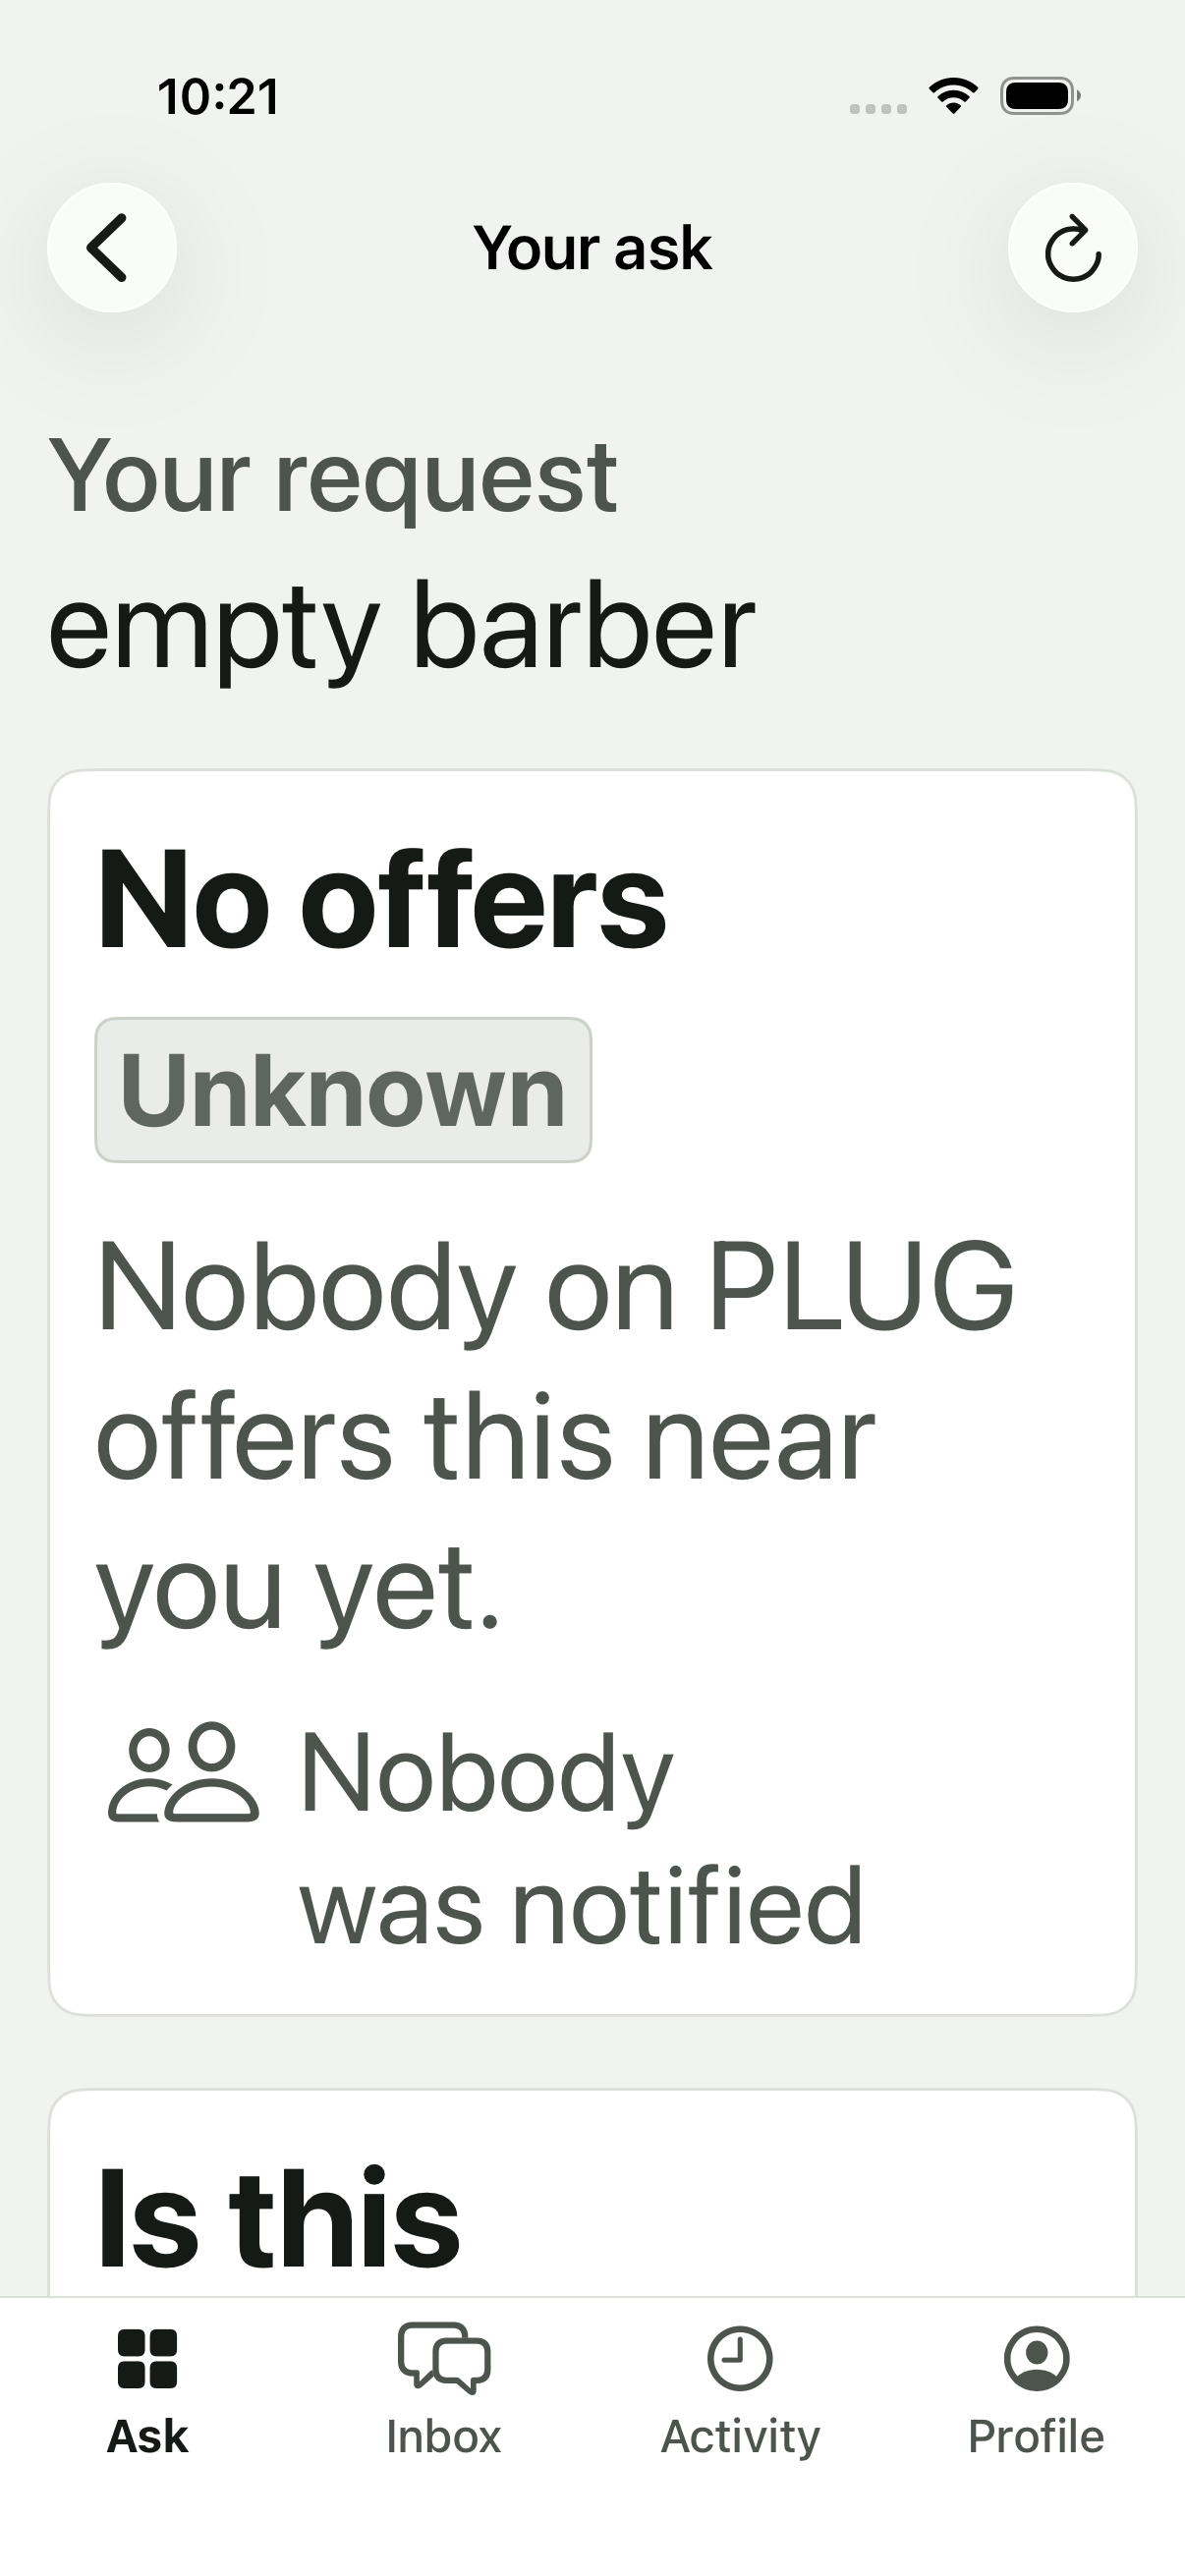 10:21
Your ask
Your request
empty barber
No offers
Unknown
Nobody on PLUG
offers this near
you yet.
Nobody
was notified
Is this
Ask
Inbox
Activity
Profile